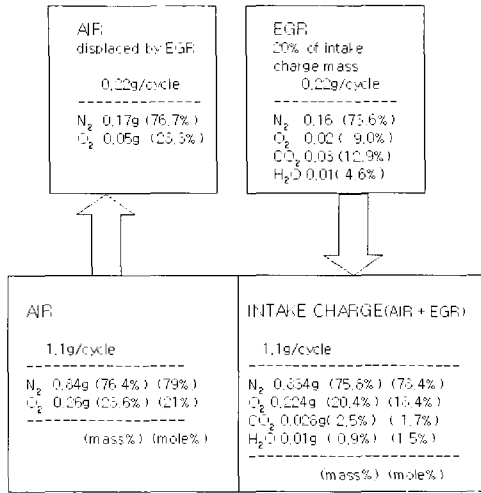 AIR
displaced by EGR
0.22g/cycle
N2 0.17g (76.7%)
O2 0.05g (23.3%)
EGR
20% of intake
charge mass
0.22g/cycle
N2 0.16 (73.6%)
O2 0.02 ( 9.0%)
CO2 0.03 (12.9%)
H2O 0.01( 4.6%)
AIR
1.1g/cycle
N2 0.84g (76.4%) (79%)
O2 0.26g (23.6%) (21%)
(mass%) (mole%)
INTAKE CHARGE(AIR + EGR)
1.1g/cycle
N2 0.834g (75.8%) (78.4%)
O2 0.224g (20.4%) (18.4%)
CO2 0.028g( 2.5%) ( 1.7%)
H2O 0.01g ( 0.9%) ( 1.5%)
(mass%) (mole%)